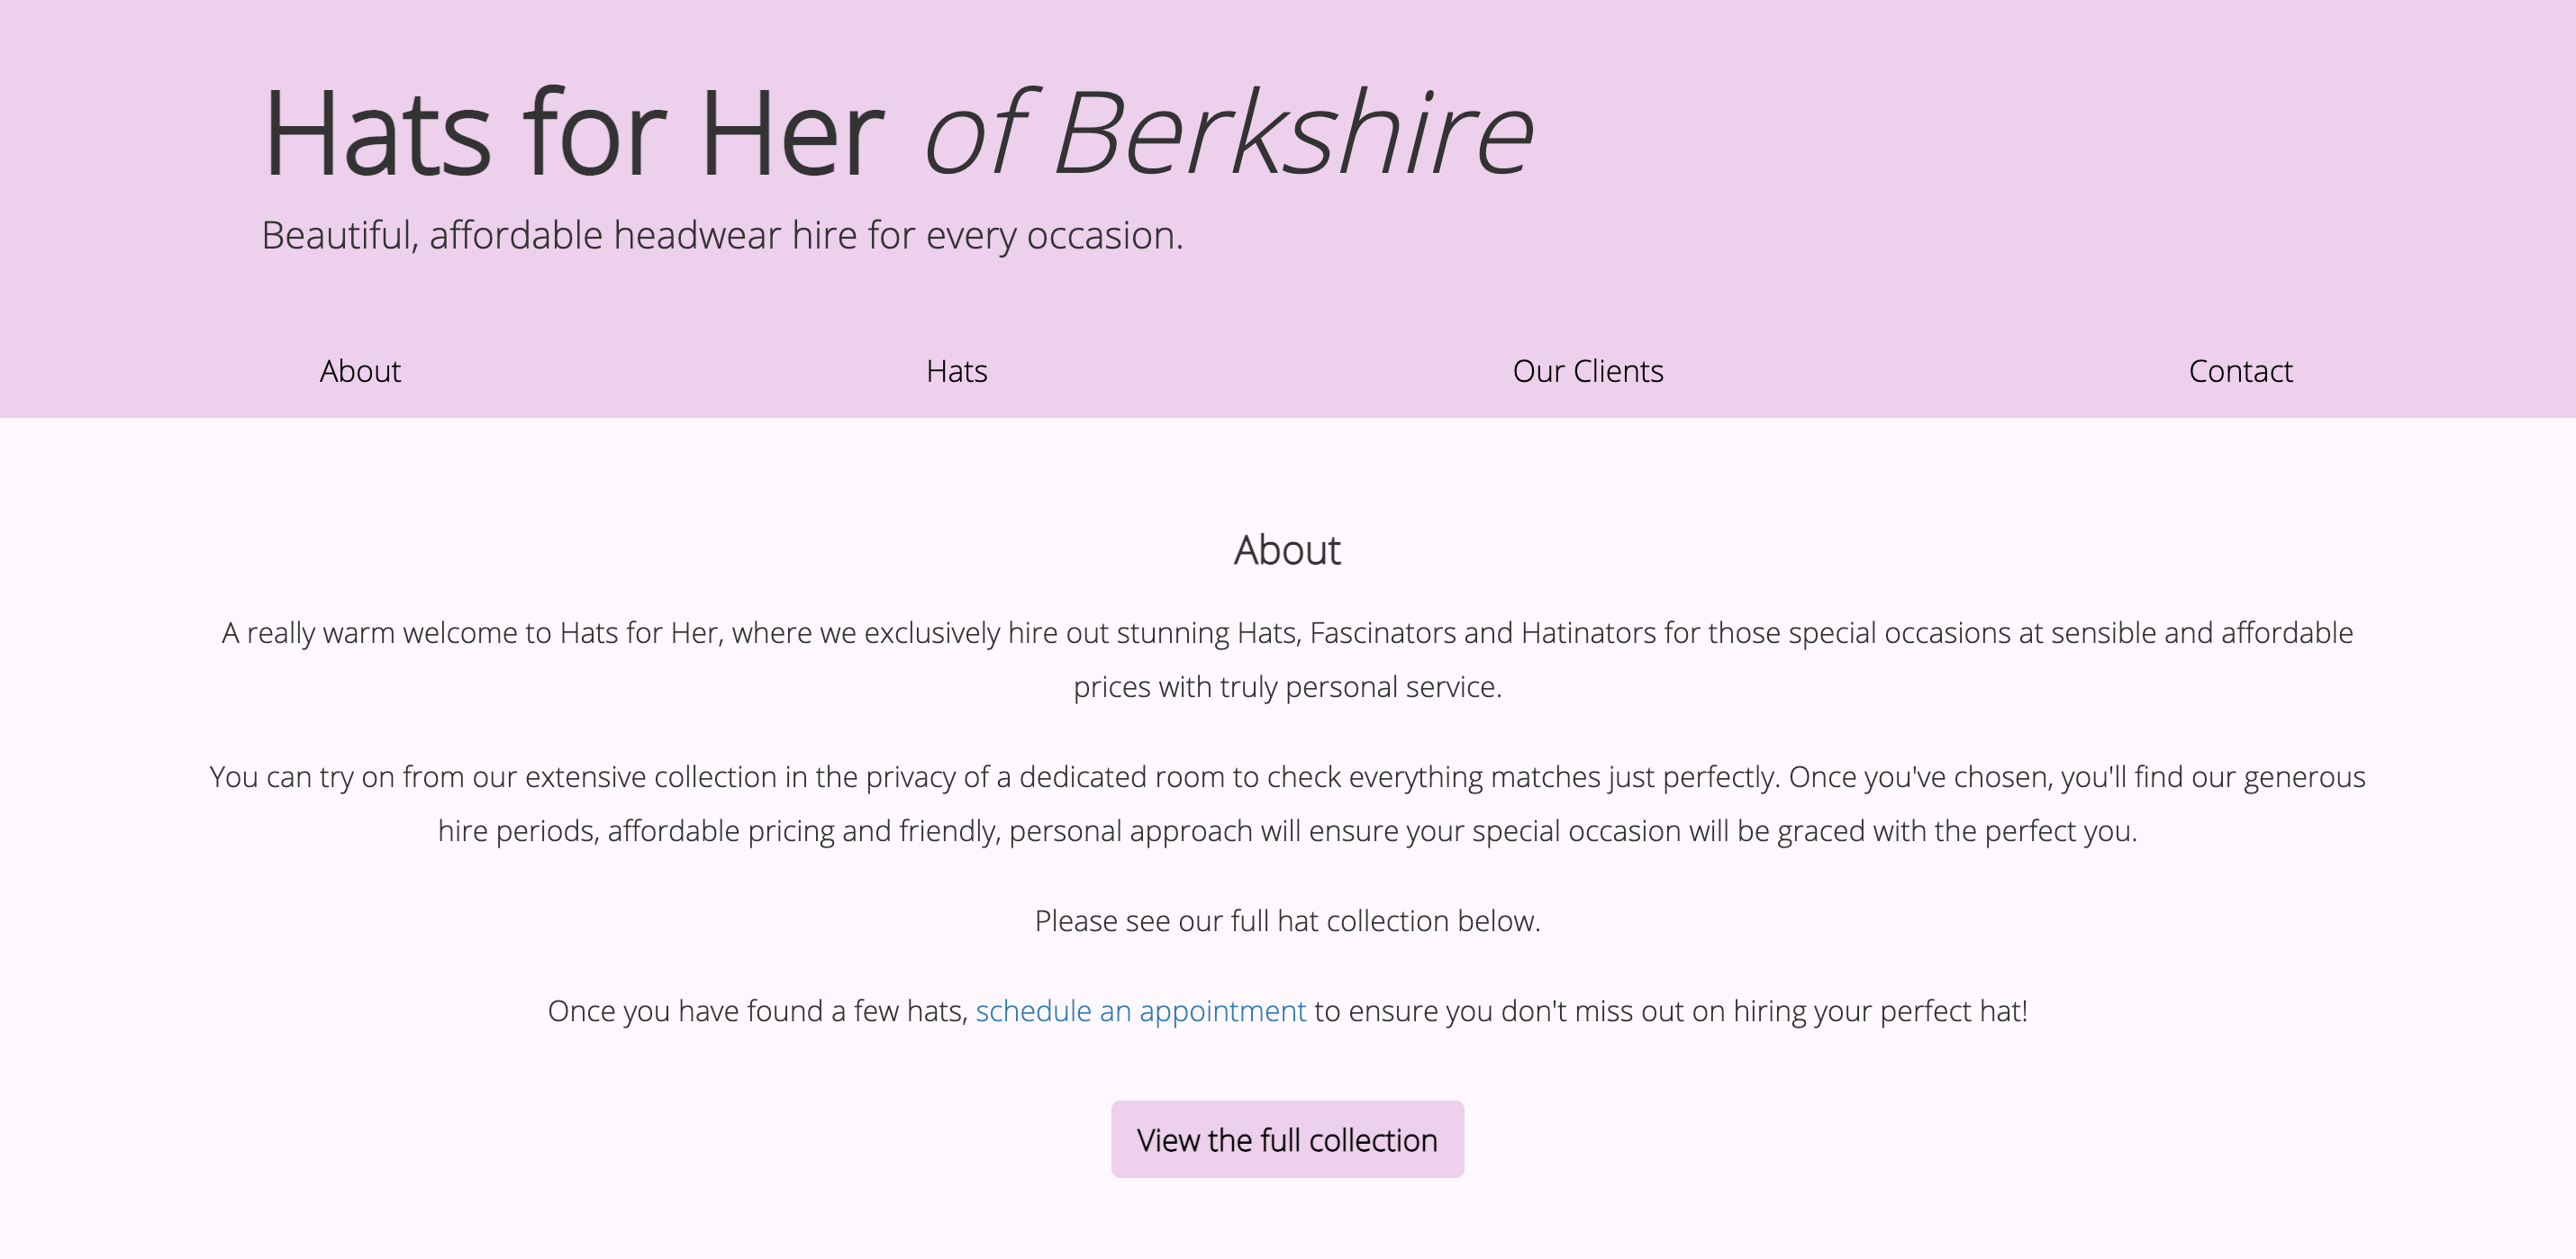 Hats for Her of Berkshire
Beautiful, affordable headwear hire for every occasion.
About Hats Our Clients Contact
About
A really warm welcome to Hats for Her, where we exclusively hire out stunning Hats, Fascinators and Hatinators for those special occasions at sensible and affordable
prices with truly personal service.
You can try on from our extensive collection in the privacy of a dedicated room to check everything matches just perfectly. Once you've chosen, you'll find our generous
hire periods, affordable pricing and friendly, personal approach will ensure your special occasion will be graced with the perfect you.
Please see our full hat collection below.
Once you have found a few hats, schedule an appointment to ensure you don't miss out on hiring your perfect hat!
View the full collection